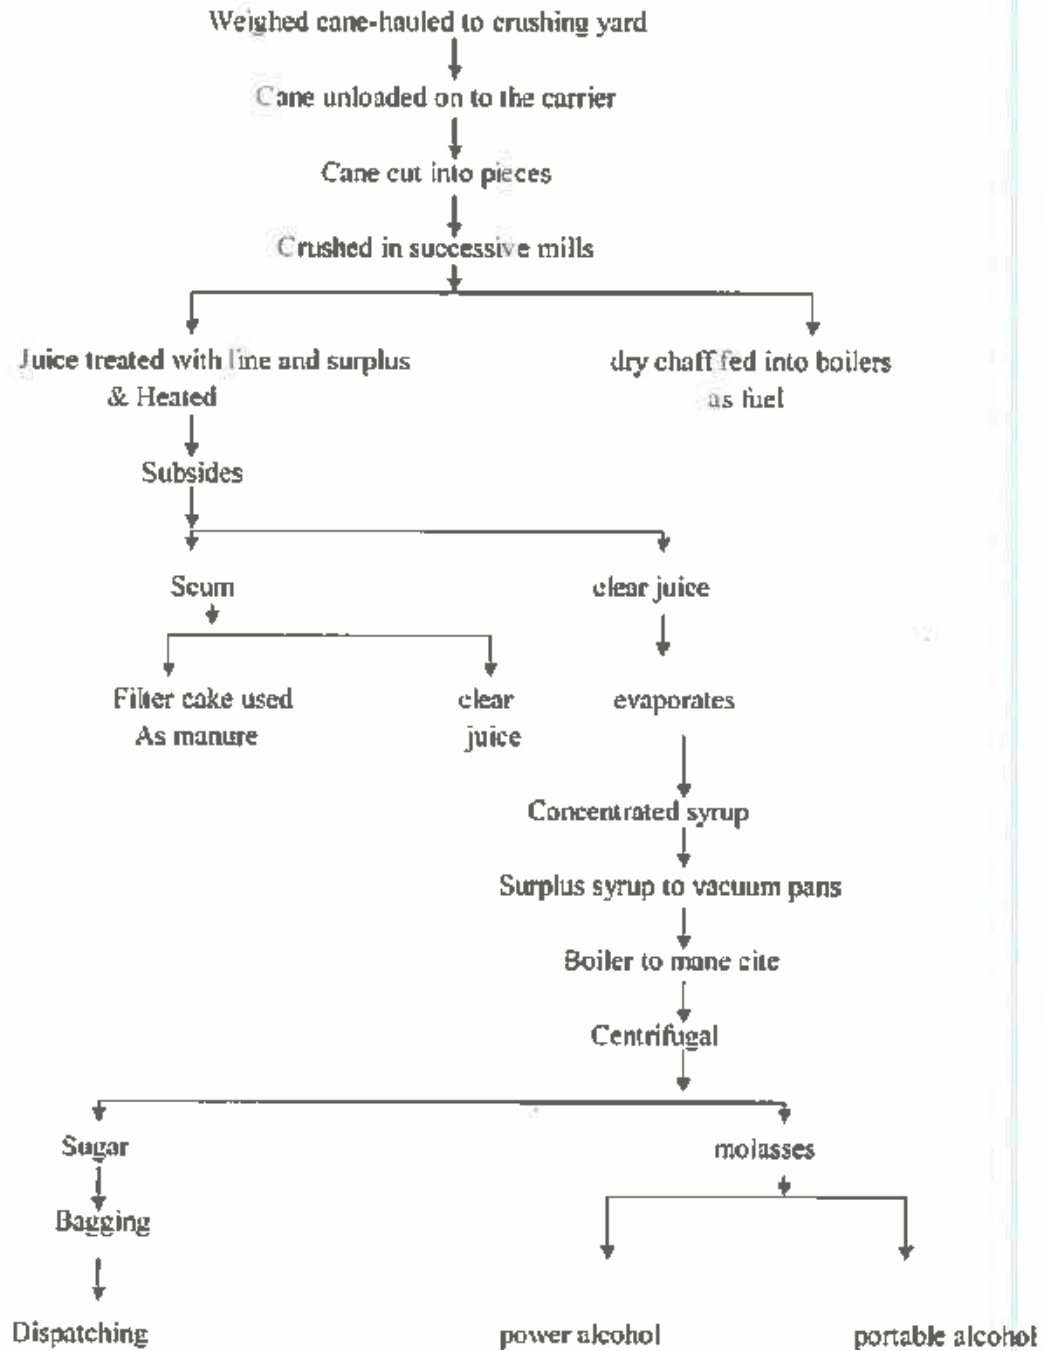 Weighed cane-hauled to crushing yard
Cane unloaded on to the carrier
Cane cut into pieces
Crushed in successive mills
Juice treated with line and surplus
& Heated
dry chaff fed into boilers
as fuel
Subsides
Scum
clear juice
Filter cake used
As manure
clear
juice
evaporates
Concentrated syrup
Surplus syrup to vacuum pans
Boiler to mane cite
Centrifugal
Sugar
molasses
Bagging
Dispatching
power alcohol
portable alcohol